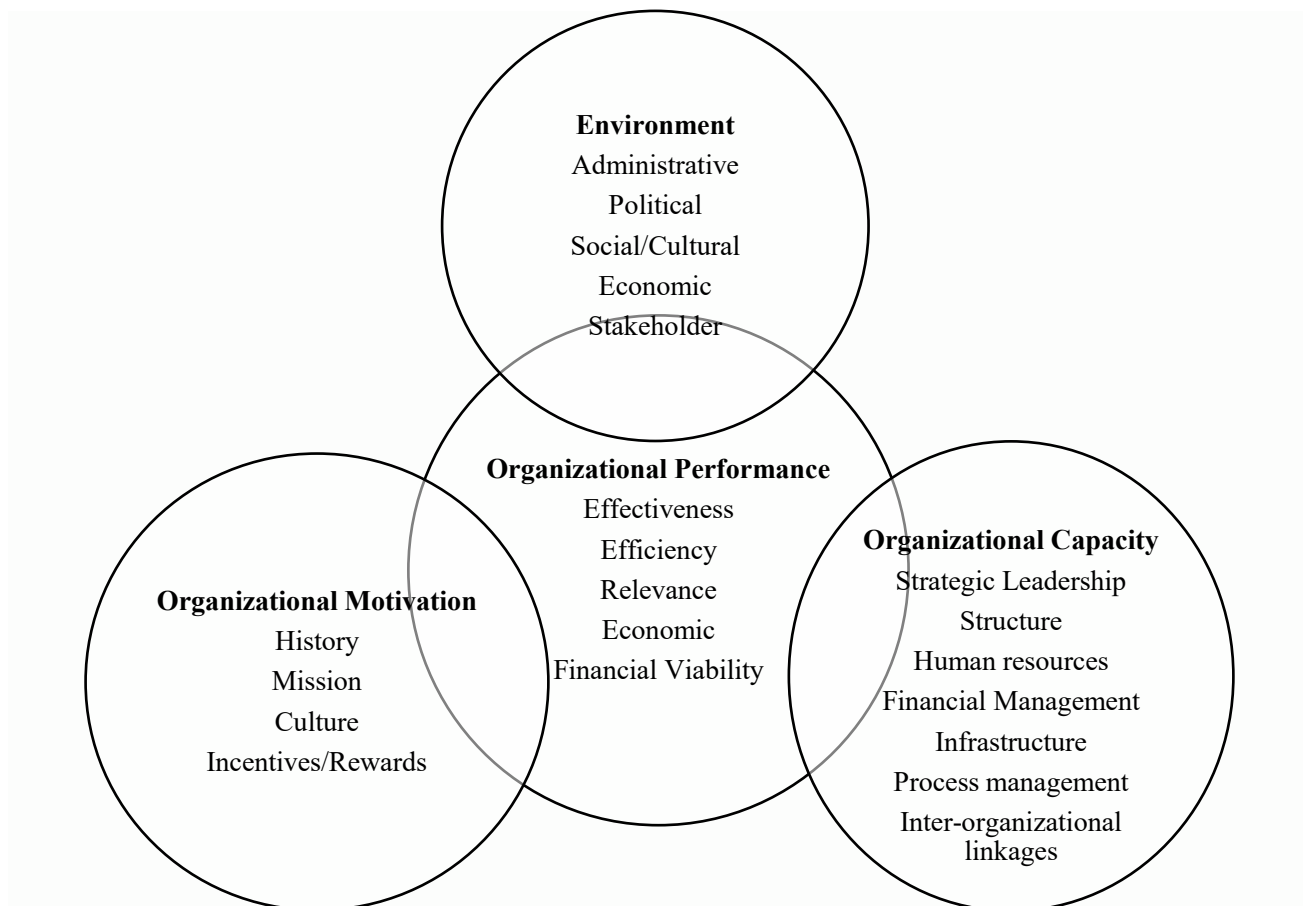 Environment
Administrative
Political
Social/Cultural
Economic
Stakeholder
Organizational Performance
Effectiveness
Efficiency
Relevance
Economic
Financial Viability
Organizational Motivation
History
Mission
Culture
Incentives/Rewards
Organizational Capacity
Strategic Leadership
Structure
Human resources
Financial Management
Infrastructure
Process management
Inter-organizational
linkages